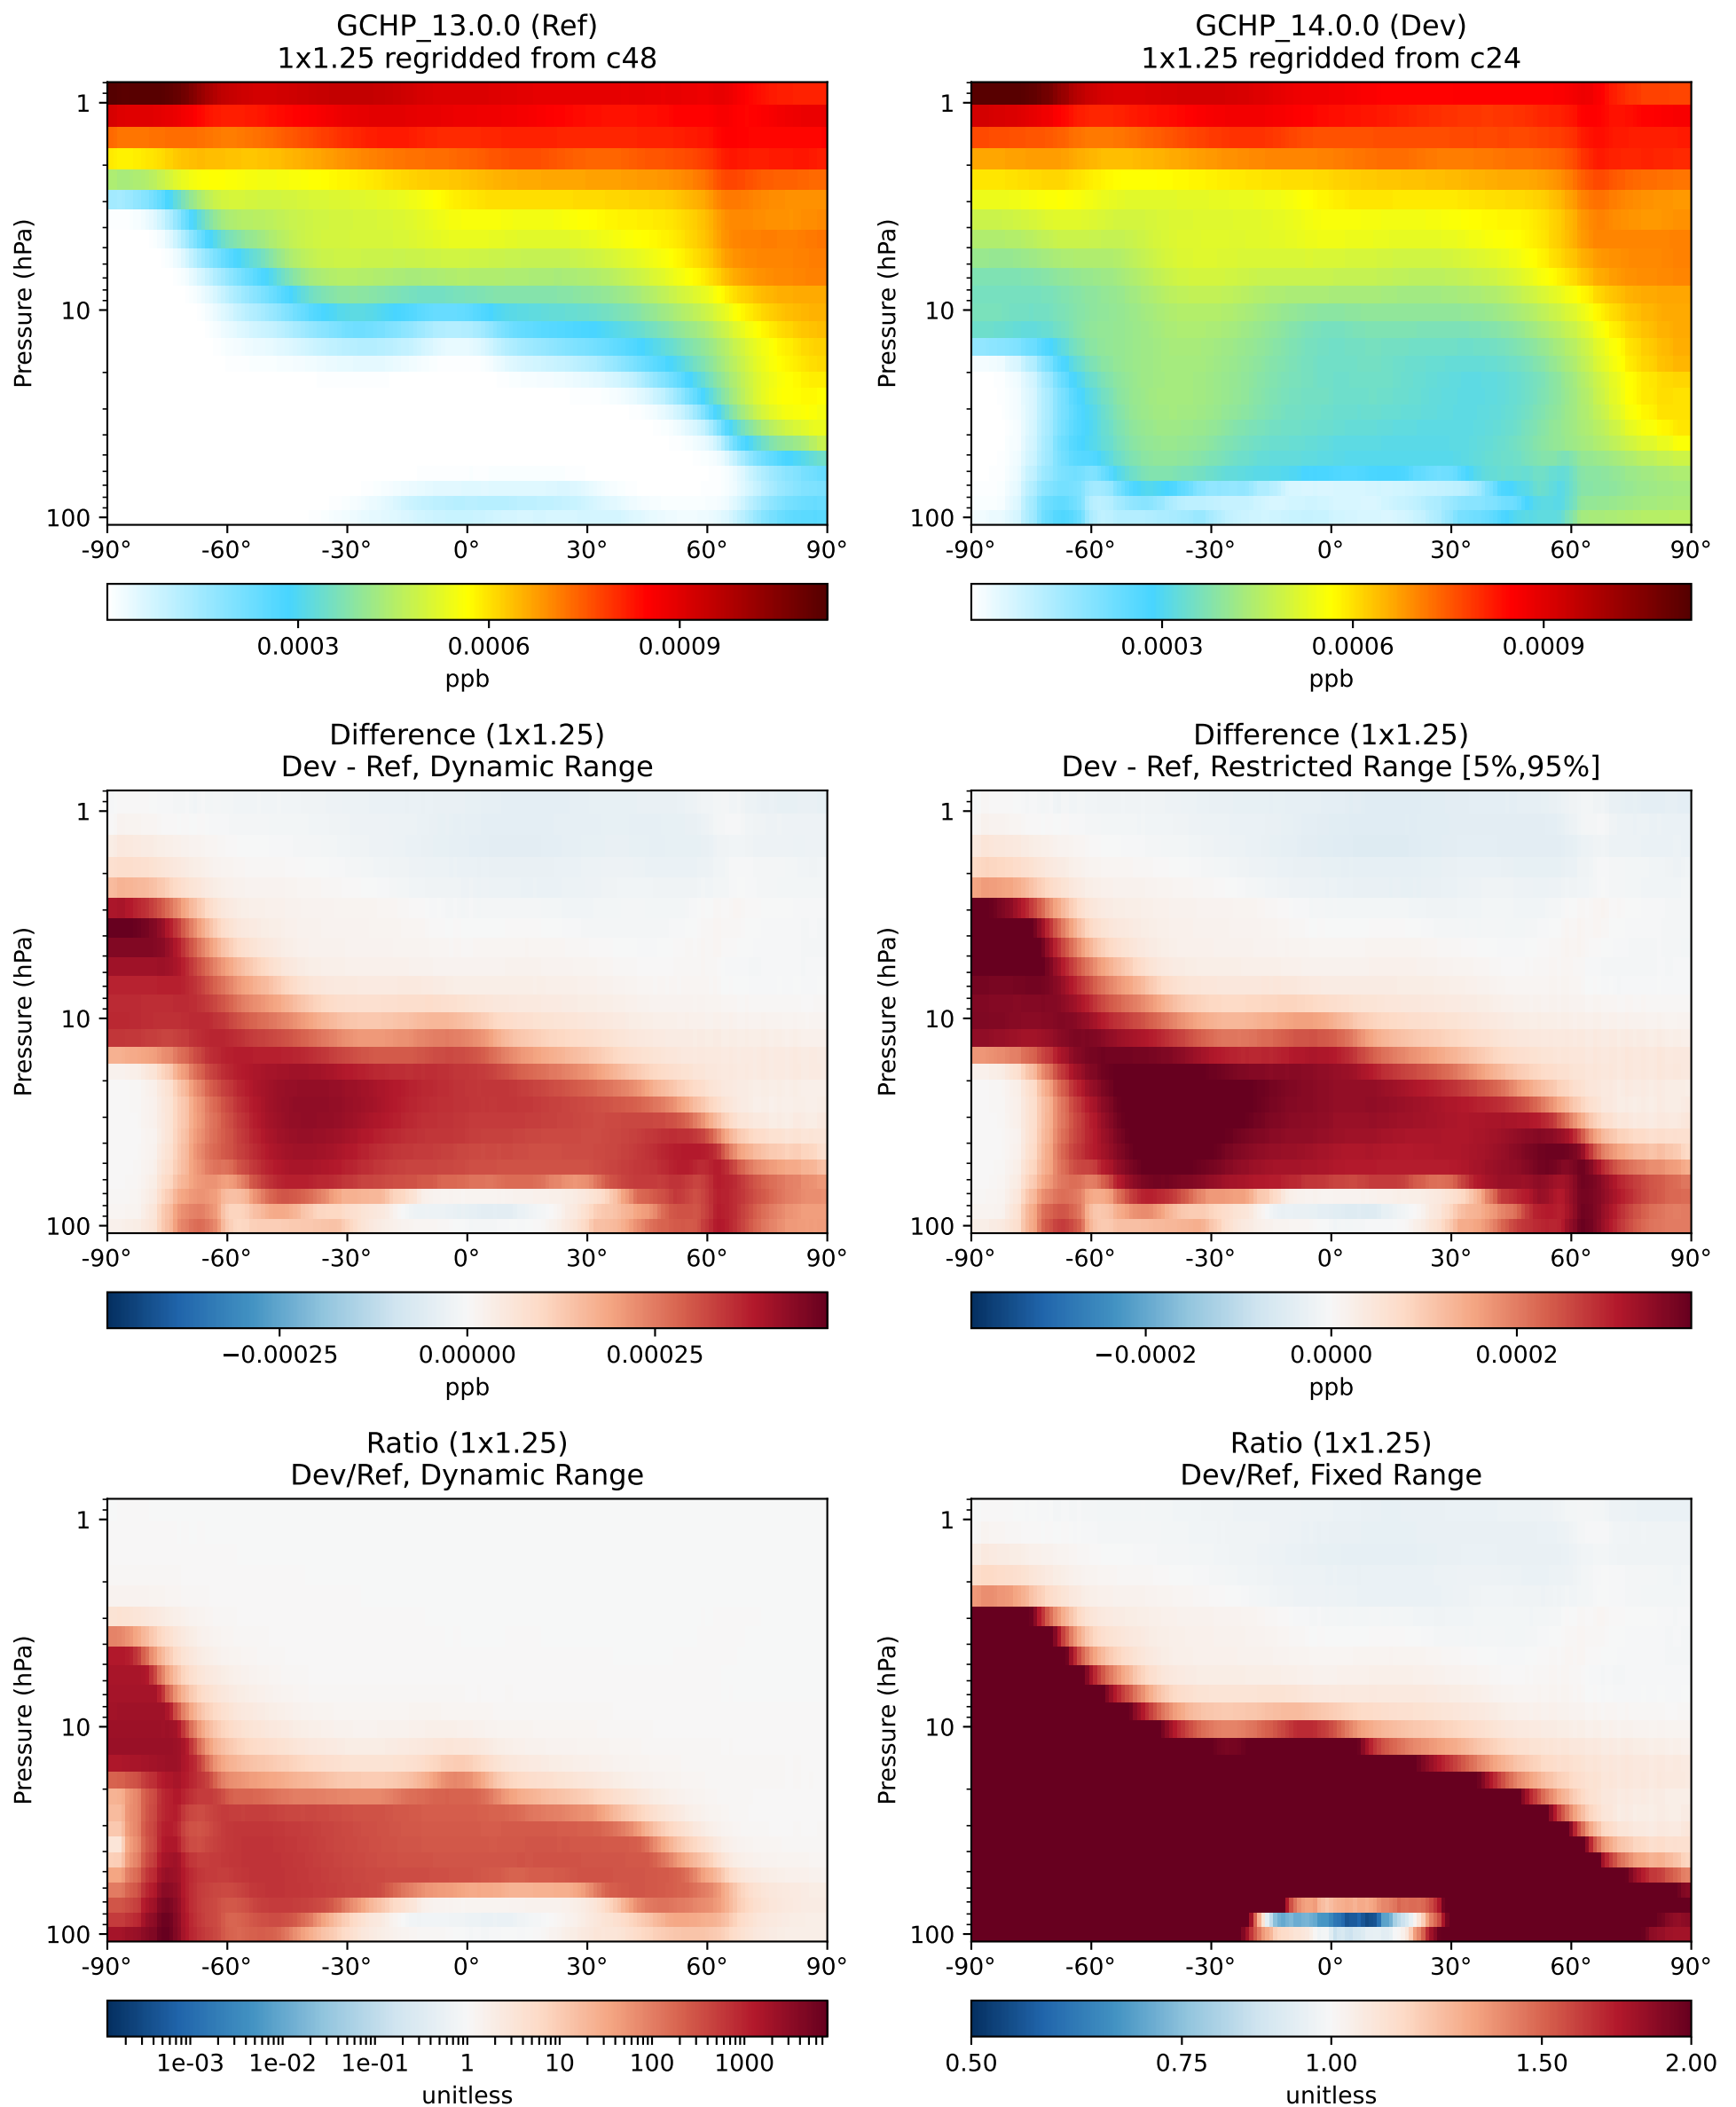 GCHP_13.0.0 (Ref)
1x1.25 regridded from c48
GCHP_14.0.0 (Dev)
1x1.25 regridded from c24
Pressure (hPa)
1
10
100
-90° -60° -30° 0° 30° 60° 90°
0.0003 0.0006 0.0009
ppb
Pressure (hPa)
1
10
100
-90° -60° -30° 0° 30° 60° 90°
0.0003 0.0006 0.0009
ppb
Difference (1x1.25)
Dev - Ref, Dynamic Range
Difference (1x1.25)
Dev - Ref, Restricted Range [5%,95%]
Pressure (hPa)
1
10
100
-90° -60° -30° 0° 30° 60° 90°
−0.00025 0.00000 0.00025
ppb
Pressure (hPa)
1
10
100
-90° -60° -30° 0° 30° 60° 90°
−0.0002 0.0000 0.0002
ppb
Ratio (1x1.25)
Dev/Ref, Dynamic Range
Ratio (1x1.25)
Dev/Ref, Fixed Range
Pressure (hPa)
1
10
100
-90° -60° -30° 0° 30° 60° 90°
1e-03 1e-02 1e-01 1 10 100 1000
unitless
Pressure (hPa)
1
10
100
-90° -60° -30° 0° 30° 60° 90°
0.50 0.75 1.00 1.50 2.00
unitless